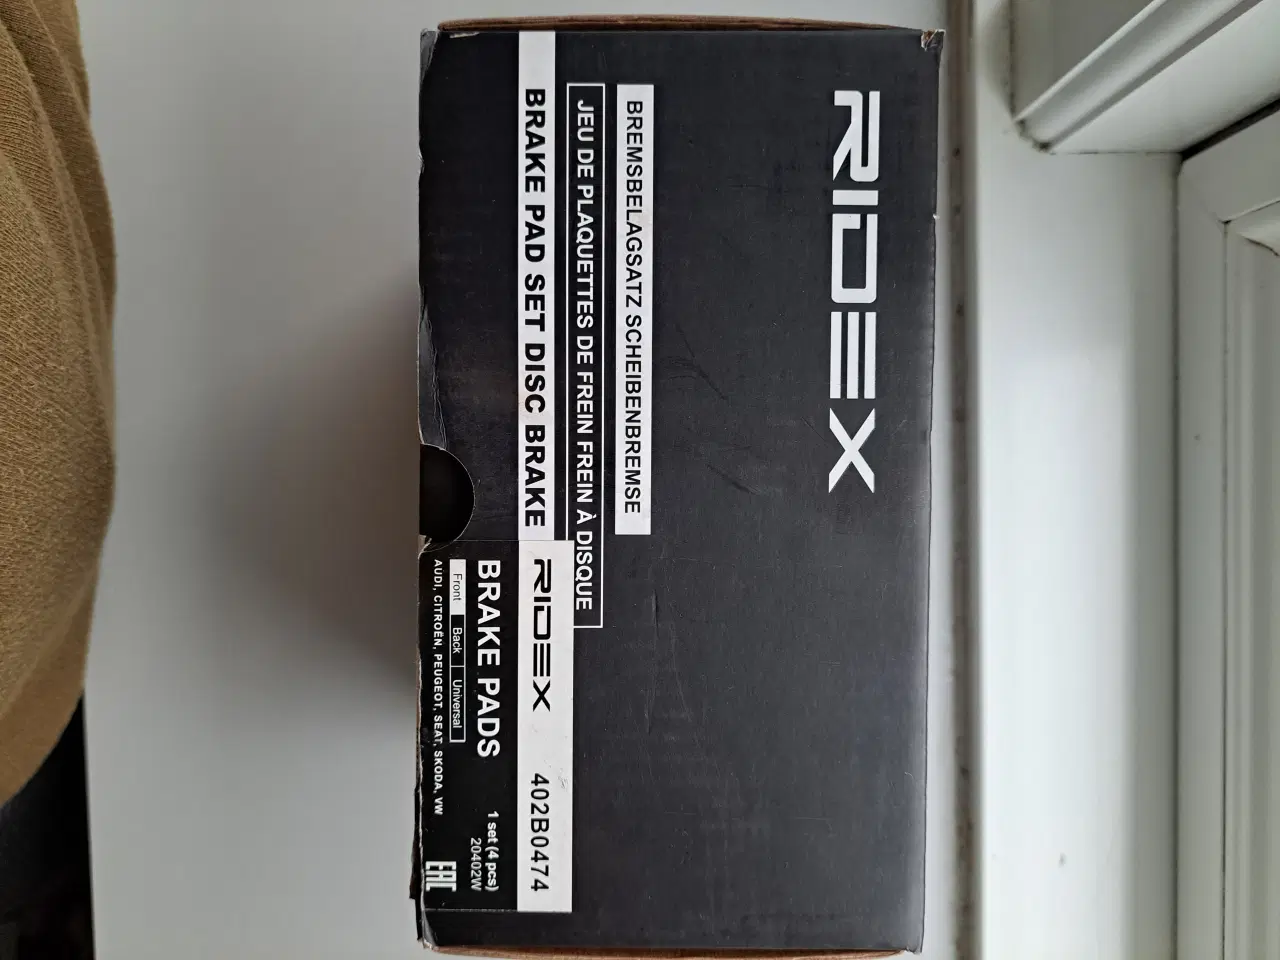 RIDEX
BREMSBELAGSATZ SCHEIBENBREMSE
JEU DE PLAQUETTES DE FREIN FREIN À DISQUE
BRAKE PAD SET DISC BRAKE
RIDEX 402B0474
BRAKE PADS 1 set (4 pcs)
20402W
Front Back Universal
AUDI, CITROËN, PEUGEOT, SEAT, SKODA, VW
EAC